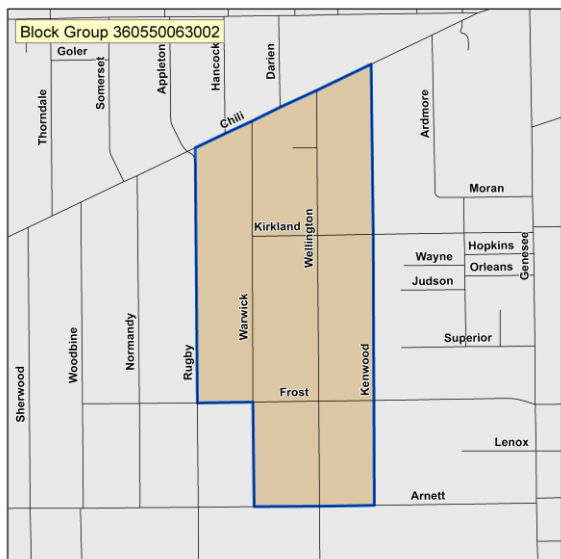 Block Group 360550063002
Goler
Thorndale
Somerset
Appleton
Hancock
Darien
Chili
Ardmore
Moran
Kirkland
Wellington
Hopkins
Wayne
Orleans
Genesee
Judson
Superior
Warwick
Normandy
Woodbine
Sherwood
Rugby
Kenwood
Frost
Lenox
Arnett